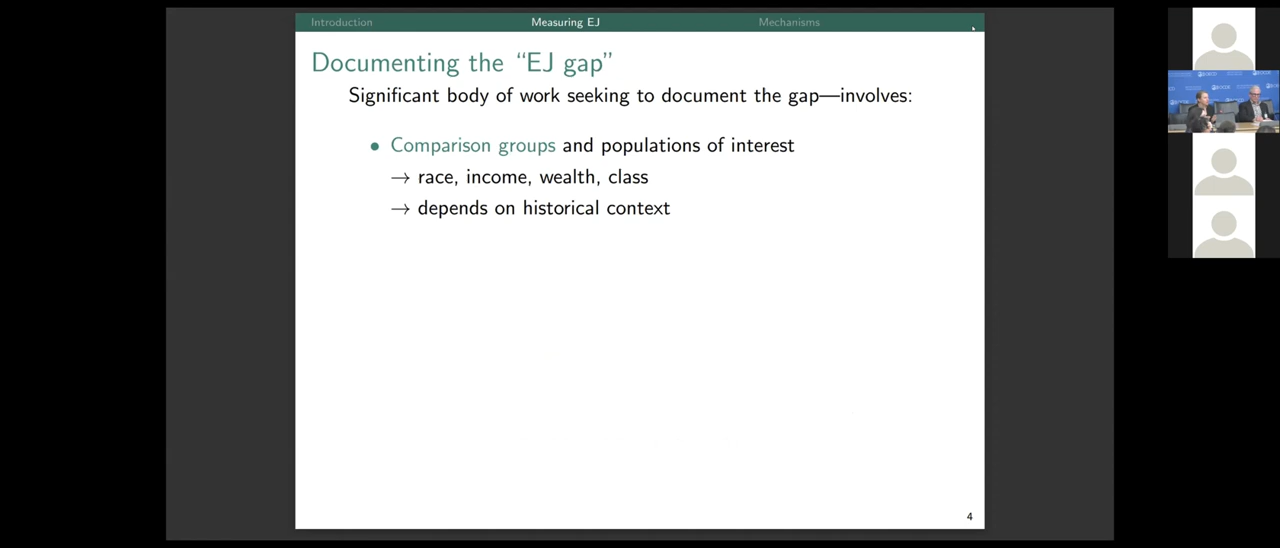 Introduction
Measuring EJ
Mechanisms
Documenting the “EJ gap”
Significant body of work seeking to document the gap—involves:
• Comparison groups and populations of interest
→ race, income, wealth, class
→ depends on historical context
4